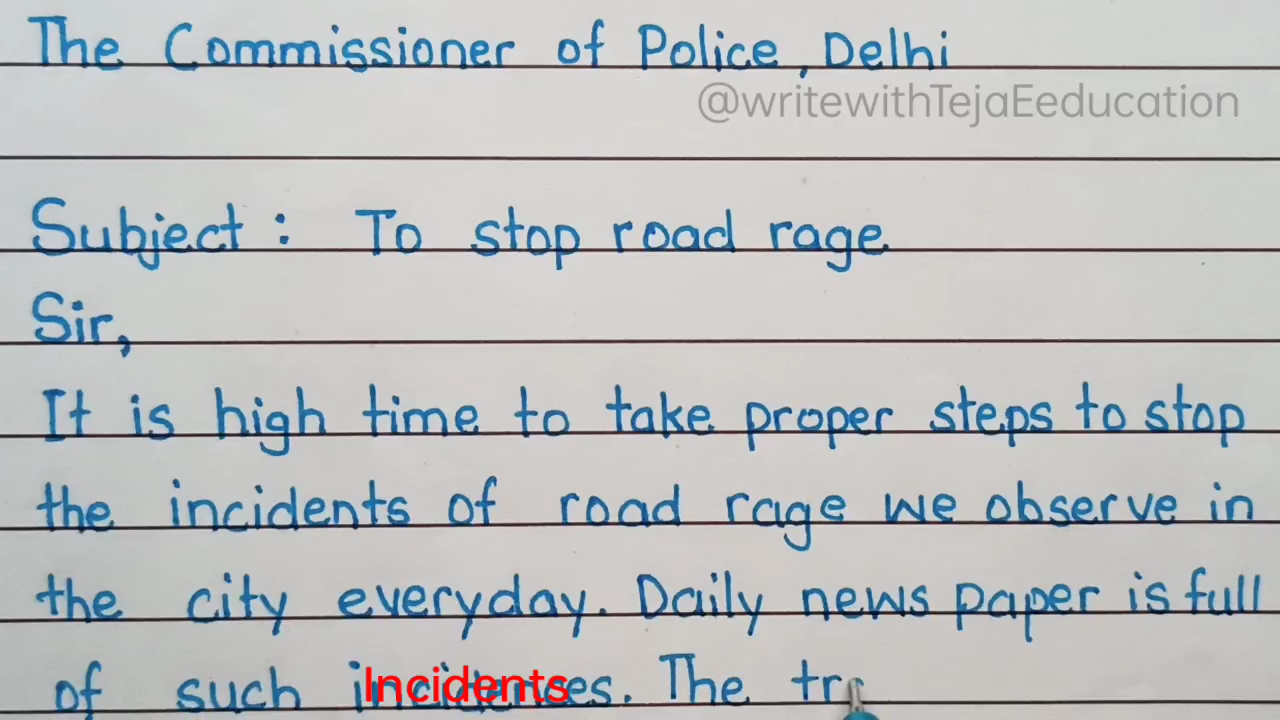 The Commissioner of Police, Delhi
@writewithTejaEeducation
Subject: To stop road rage
Sir,
It is high time to take proper steps to stop
the incidents of road rage we observe in
the city everyday. Daily news paper is full
of such Incidents. The tr